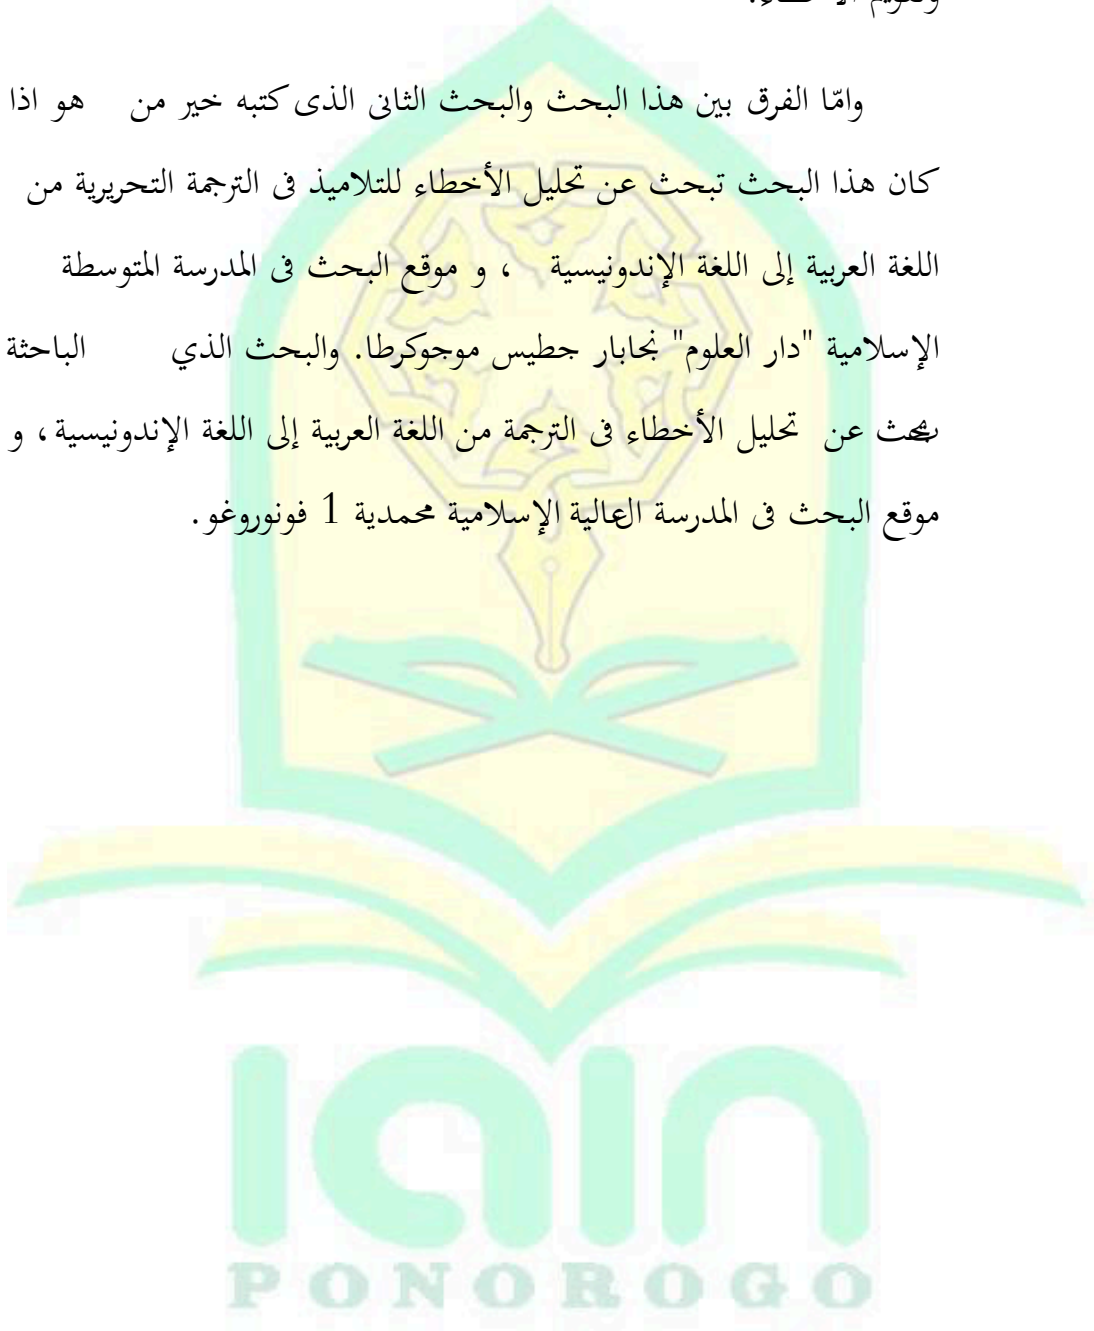 وتقويم الأخطاء.
وامّا الفرق بين هذا البحث والبحث الثانى الذى كتبه خير من هو اذا
كان هذا البحث تبحث عن تحليل الأخطاء للتلاميذ فى الترجمة التحريرية من
اللغة العربية إلى اللغة الإندونيسية ، و موقع البحث فى المدرسة المتوسطة
الإسلامية "دار العلوم" نجابار جطيس موجوكرطا. والبحث الذي الباحثة
عن تحليل الأخطاء فى الترجمة من اللغة العربية إلى اللغة الإندونيسية، و
موقع البحث فى المدرسة العالية الإسلامية محمدية 1 فونوروغو.
iain
PONOROGO